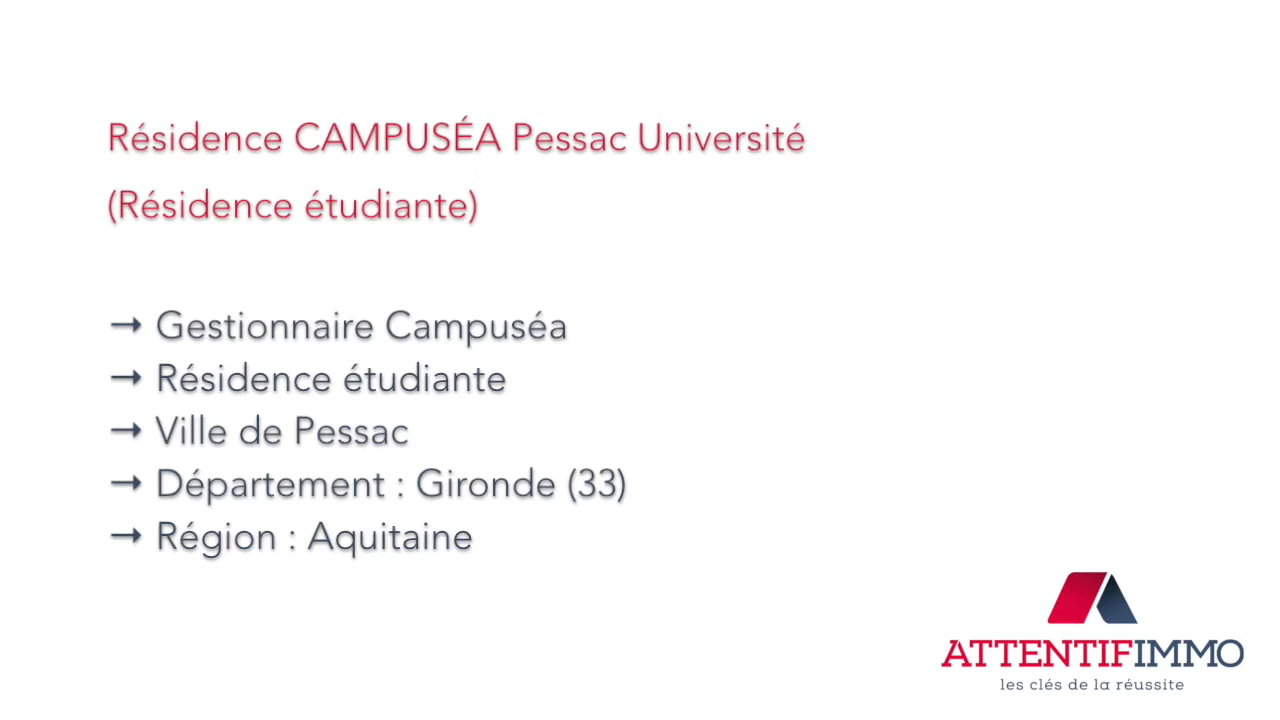 Résidence CAMPUSÉA Pessac Université
(Résidence étudiante)
→ Gestionnaire Campuséa
→ Résidence étudiante
→ Ville de Pessac
→ Département : Gironde (33)
→ Région : Aquitaine
ATTENTIFIMMO
les clés de la réussite